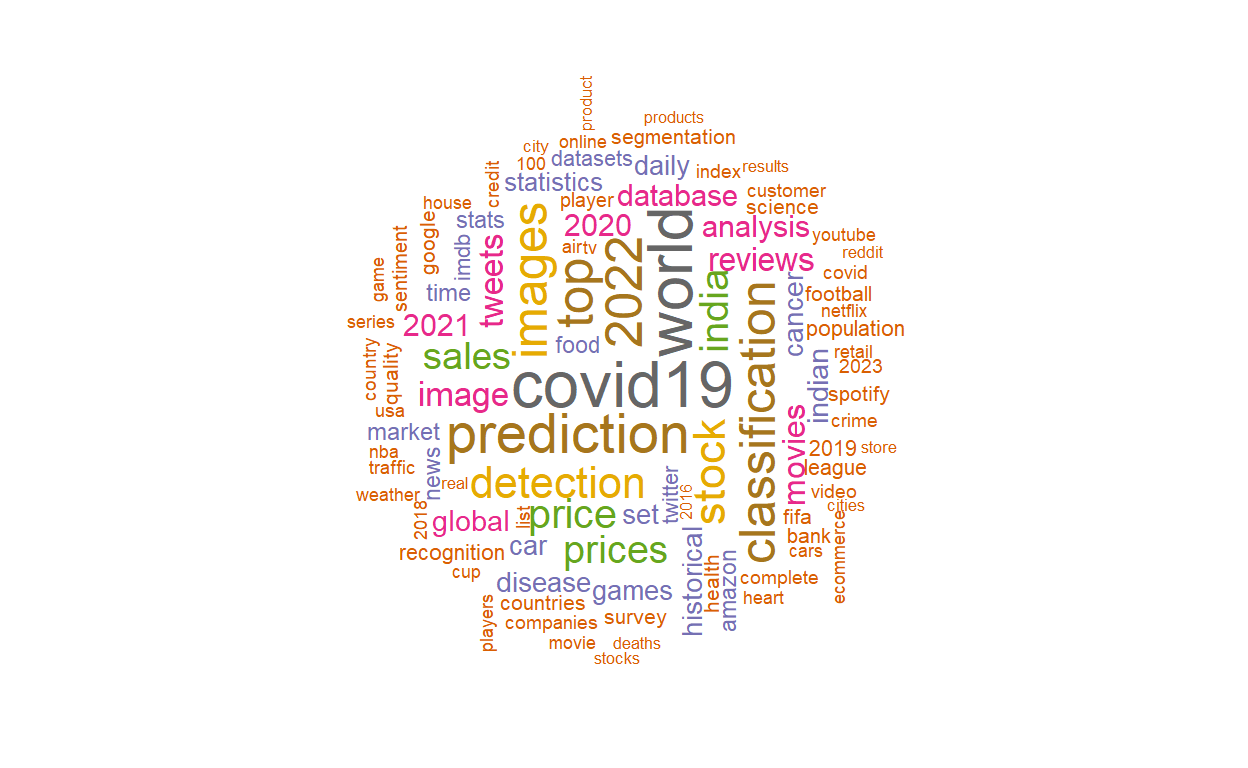 product
products
online
segmentation
city
100
datasets
daily
index
results
statistics
credit
house
player
database
customer
science
stats
images
2020
world
analysis
youtube
google
imdb
tweets
airtv
top
2022
reviews
reddit
sentiment
game
time
india
cancer
covid
football
netflix
series
2021
food
population
country
quality
sales
covid19
classification
indian
retail
2023
image
spotify
usa
market
prediction
stock
movies
crime
nba
traffic
news
2019
store
league
weather
real
detection
twitter
2016
video
cities
2018
global
list
price
set
fifa
bank
ecommerce
recognition
car
prices
historical
cars
cup
disease
games
health
amazon
complete
heart
players
countries
companies
survey
movie
deaths
stocks